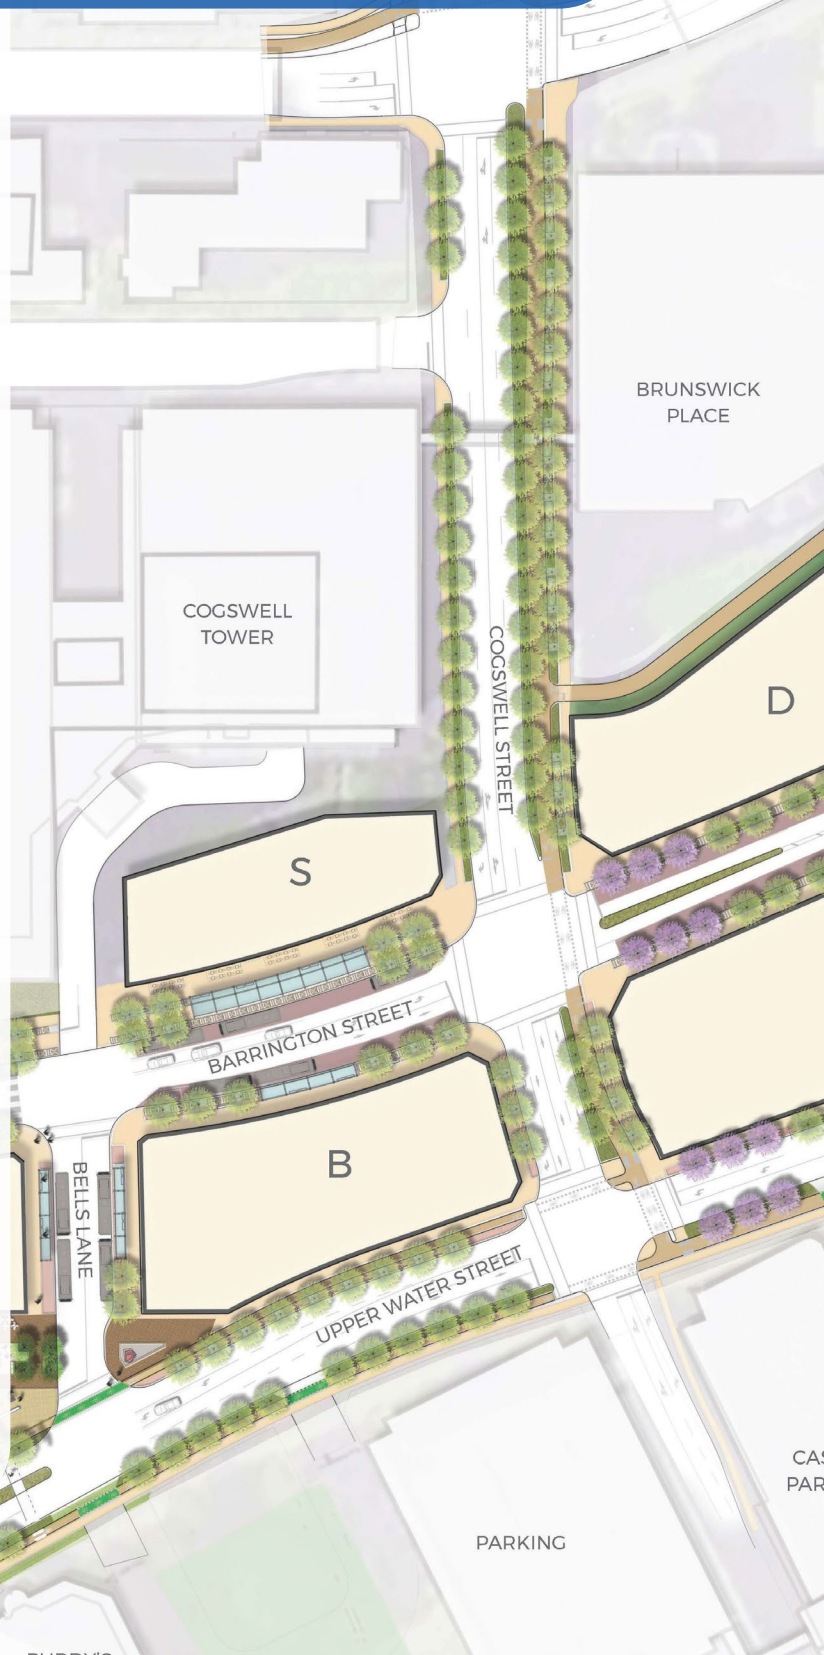 BRUNSWICK
PLACE
COGSWELL
TOWER
COGSWELL STREET
D
S
BARRINGTON STREET
B
BELLS LANE
UPPER WATER STREET
PARKING